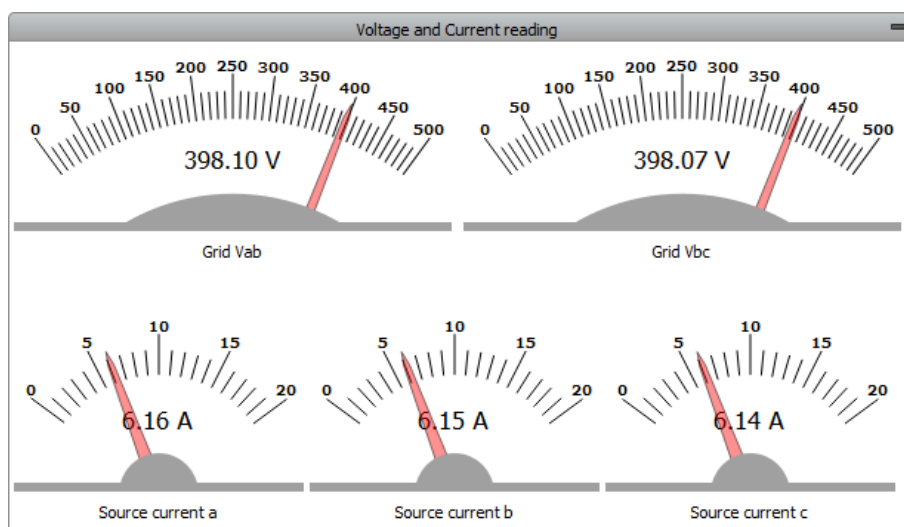 Voltage and Current reading
0 50 100 150 200 250 300 350 400 450 500
398.10 V
Grid Vab
0 50 100 150 200 250 300 350 400 450 500
398.07 V
Grid Vbc
0 5 10 15 20
6.16 A
Source current a
0 5 10 15 20
6.15 A
Source current b
0 5 10 15 20
6.14 A
Source current c